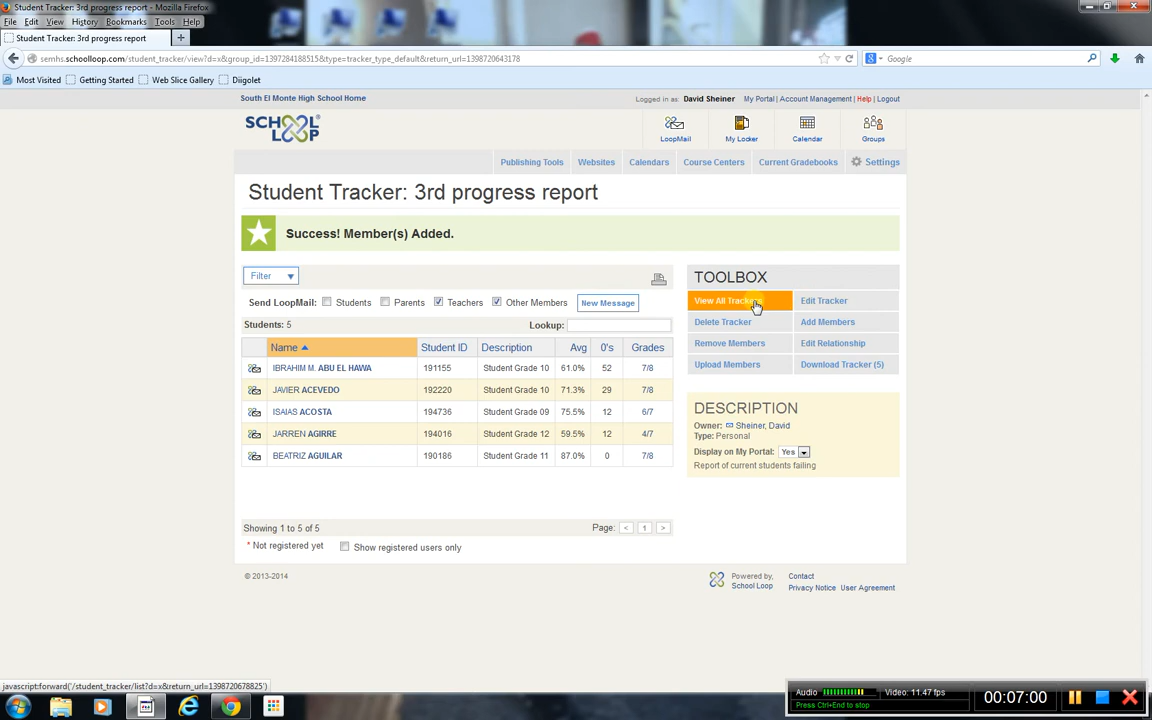 Student Tracker: 3rd progress report - Mozilla Firefox
File Edit View History Bookmarks Tools Help
Student Tracker: 3rd progress report +
semhs.schoolloop.com/student_tracker/view?d=x&group_id=1397284188515&type=tracker_type_default&return_url=1398720643178
Google
Most Visited Getting Started Web Slice Gallery Diigolet
South El Monte High School Home
Logged in as: David Sheiner My Portal | Account Management | Help | Logout
SCHOOL LOOP
LoopMail My Locker Calendar Groups
Publishing Tools Websites Calendars Course Centers Current Gradebooks Settings
Student Tracker: 3rd progress report
Success! Member(s) Added.
Filter
Send LoopMail: Students Parents Teachers Other Members New Message
Students: 5 Lookup:
Name Student ID Description Avg 0's Grades
IBRAHIM M. ABU EL HAWA 191155 Student Grade 10 61.0% 52 7/8
JAVIER ACEVEDO 192220 Student Grade 10 71.3% 29 7/8
ISAIAS ACOSTA 194736 Student Grade 09 75.5% 12 6/7
JARREN AGIRRE 194016 Student Grade 12 59.5% 12 4/7
BEATRIZ AGUILAR 190186 Student Grade 11 87.0% 0 7/8
Showing 1 to 5 of 5 Page: < 1 >
* Not registered yet Show registered users only
TOOLBOX
View All Trackers Edit Tracker
Delete Tracker Add Members
Remove Members Edit Relationship
Upload Members Download Tracker (5)
DESCRIPTION
Owner: Sheiner, David
Type: Personal
Display on My Portal: Yes
Report of current students failing
© 2013-2014
Powered by, School Loop
Contact
Privacy Notice User Agreement
javascript:forward('/student_tracker/list?d=x&return_url=1398720678825')
Audio Video: 11.47 fps
Press Ctrl+End to stop
00:07:00